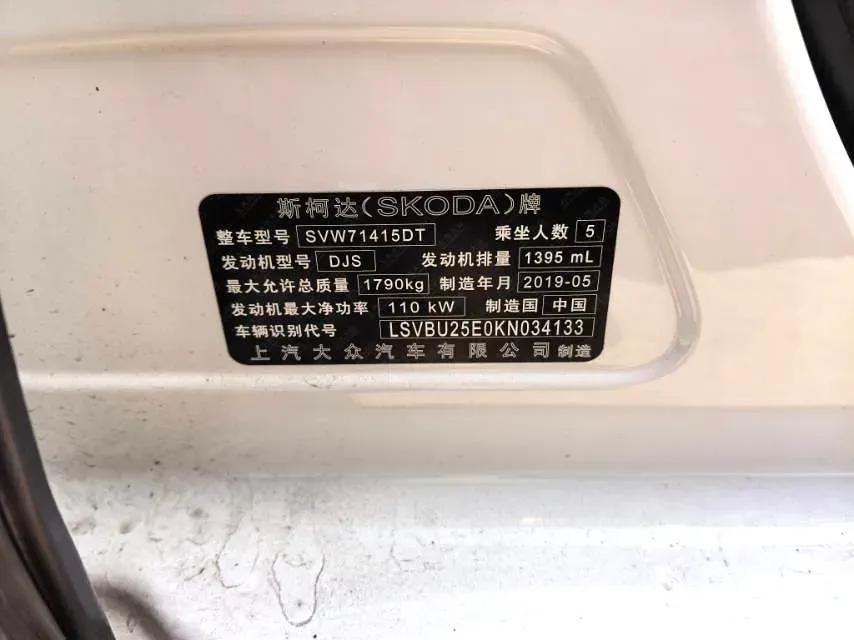 斯柯达(SKODA)牌
整车型号 SVW71415DT 乘坐人数 5
发动机型号 DJS 发动机排量 1395 mL
最大允许总质量 1790kg 制造年月 2019-05
发动机最大净功率 110 kW 制造国 中国
车辆识别代号 LSVBU25E0KN034133
上汽大众汽车有限公司 制造